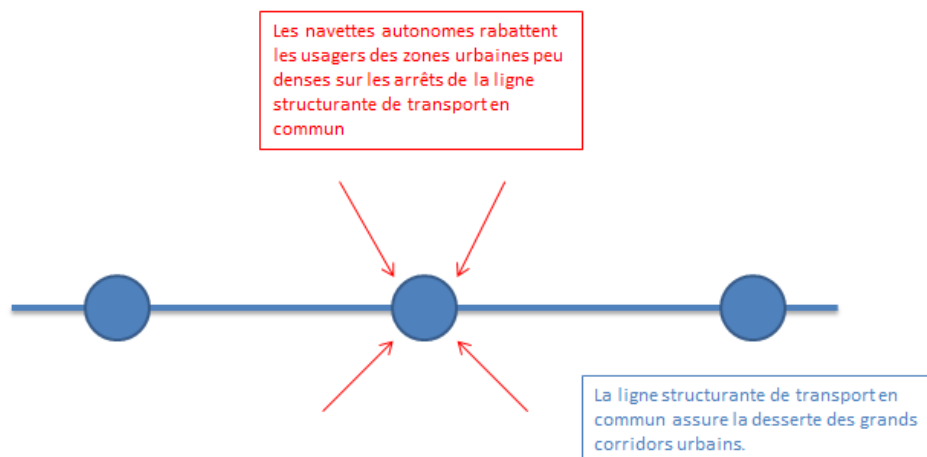 Les navettes autonomes rabattent
les usagers des zones urbaines peu
denses sur les arrêts de la ligne
structurante de transport en
commun
La ligne structurante de transport en
commun assure la desserte des grands
corridors urbains.